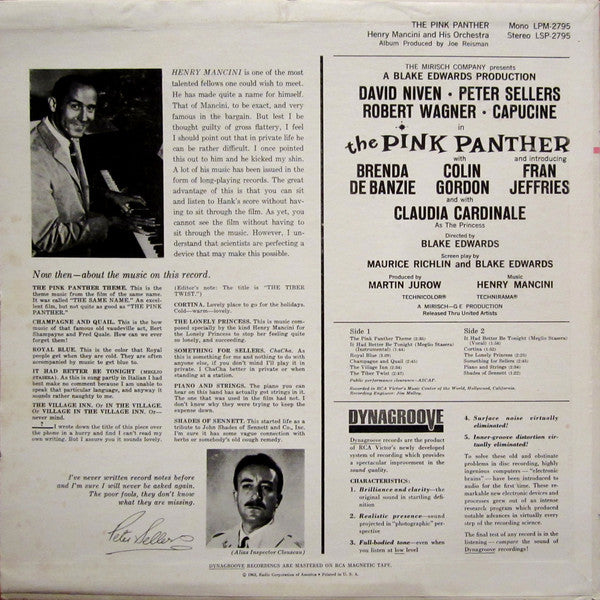 THE PINK PANTHER
Henry Mancini and His Orchestra
Album Produced by Joe Reisman
Mono LPM-2795
Stereo LSP-2795
HENRY MANCINI is one of the most
talented fellows one could wish to meet.
He has made quite a name for himself.
That of Mancini, to be exact, and very
famous in the bargain. But lest I be
thought guilty of gross flattery, I feel
I should point out that in private life he
can be rather difficult. I once pointed
this out to him and he kicked my shin.
A lot of his music has been issued in the
form of long-playing records. The great
advantage of this is that you can sit
and listen to Hank's score without hav-
ing to sit through the film. As yet, you
cannot see the film without having to
sit through the music. However, I un-
derstand that scientists are perfecting a
device that may make this possible.
Now then—about the music on this record.
THE PINK PANTHER THEME. This is the
theme music from the film of the same name.
It was called "THE SAME NAME." An excel-
lent film, but not quite as good as "THE PINK
PANTHER."
CHAMPAGNE AND QUAIL. This is the bow
music of that famous old vaudeville act, Bert
Shampayne and Fred Quale. How can we ever
forget them!
ROYAL BLUE. This is the color that Royal
people get when they are cold. They are often
accompanied by music to get blue to.
IT HAD BETTER BE TONIGHT (MEGLIO
STASERA). As this is sung partly in Italian I had
best make no comment because I am unable to
speak that particular language, and anyway it
sounds rather naughty to me.
THE VILLAGE INN. Or IN THE VILLAGE.
Or VILLAGE IN THE VILLAGE INN. Or—
never mind.
I wrote down the title of this piece over
the phone in a hurry and I find I can't read my
own writing. But I assure you it sounds lovely.
(Editor's note: The title is "THE TIBER
TWIST.")
CORTINA. Lovely place to go for the holidays.
Cold—warm—lovely.
THE LONELY PRINCESS. This is music com-
posed specially by the kind Henry Mancini for
the Lonely Princess to stop her feeling quite
so lonely, and succeeding.
SOMETHING FOR SELLERS. ChaCha. As
this is something for me and nothing to do with
anyone else, if you don't mind I'll play it in
private. I ChaCha better in private or when
standing at a station.
PIANO AND STRINGS. The piano you can
hear on this band has actually got strings in it.
The one that was used in the film had not. I
don't know why they were trying to keep the
expense down.
SHADES OF SENNETT. This started life as a
tribute to John Shades of Sennett and Co., Inc.
I'm sure it has some vague connection with
herbs or somebody's old cough remedy.
I've never written record notes before
and I'm sure I will never be asked again.
The poor fools, they don't know
what they are missing.
Peter Sellers
(Alias Inspector Clouseau)
THE MIRISCH COMPANY presents
A BLAKE EDWARDS PRODUCTION
DAVID NIVEN • PETER SELLERS
ROBERT WAGNER • CAPUCINE
in
the PINK PANTHER
with
and introducing
BRENDA DE BANZIE
COLIN GORDON
FRAN JEFFRIES
and with
CLAUDIA CARDINALE
As The Princess
Directed by
BLAKE EDWARDS
Screen play by
MAURICE RICHLIN and BLAKE EDWARDS
Produced by
MARTIN JUROW
Music
HENRY MANCINI
TECHNICOLOR®
TECHNIRAMA®
A MIRISCH—G-E PRODUCTION
Released Thru United Artists
Side 1
The Pink Panther Theme
It Had Better Be Tonight (Meglio Stasera)
(Instrumental)
Royal Blue
Champagne and Quail
The Village Inn
The Tiber Twist
Side 2
It Had Better Be Tonight (Meglio Stasera)
(Vocal)
Cortina
The Lonely Princess
Something for Sellers
Piano and Strings
Shades of Sennett
Public performance clearance—ASCAP.
Recorded in RCA Victor's Music Center of the World, Hollywood, California.
Recording Engineer: Jim Malloy
DYNAGROOVE
Dynagroove records are the product
of RCA Victor's newly developed
system of recording which provides a
spectacular improvement in the
sound quality.
CHARACTERISTICS:
1. Brilliance and clarity—the
original sound in startling defi-
nition
2. Realistic presence—sound
projected in "photographic" per-
spective
3. Full-bodied tone—even when
you listen at low level
4. Surface noise virtually
eliminated!
5. Inner-groove distortion vir-
tually eliminated!
To solve these old and obstinate
problems in disc recording, highly
ingenious computers—"electronic
brains"—have been introduced to
audio for the first time. These re-
markable new electronic devices and
processes grew out of an intense
research program which produced
notable advances in virtually every
step of the recording science.
The final test of any record is in the
listening—compare the sound of
Dynagroove recordings!
DYNAGROOVE RECORDINGS ARE MASTERED ON RCA MAGNETIC TAPE.
© 1963, Radio Corporation of America • Printed in U. S. A.